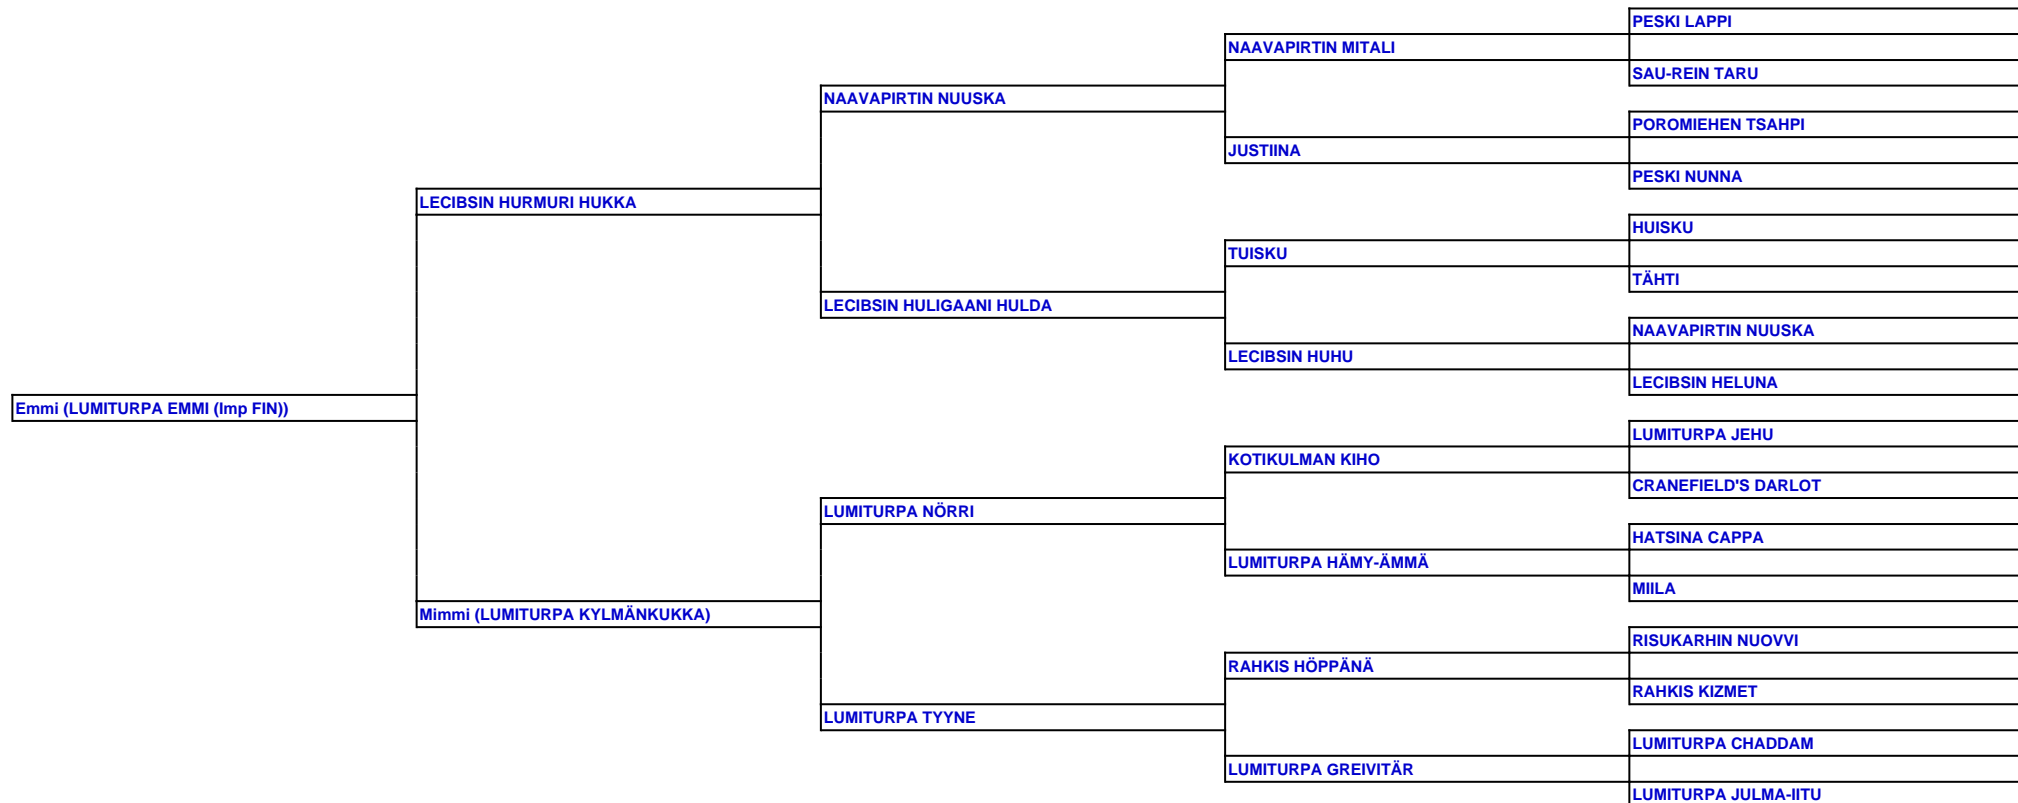 PESKI LAPPI
NAAVAPIRTIN MITALI
SAU-REIN TARU
NAAVAPIRTIN NUUSKA
POROMIEHEN TSAHPI
JUSTIINA
PESKI NUNNA
LECIBSIN HURMURI HUKKA
HUISKU
TUISKU
TÄHTI
LECIBSIN HULIGAANI HULDA
NAAVAPIRTIN NUUSKA
LECIBSIN HUHU
LECIBSIN HELUNA
Emmi (LUMITURPA EMMI (Imp FIN))
LUMITURPA JEHU
KOTIKULMAN KIHO
CRANEFIELD'S DARLOT
LUMITURPA NÖRRI
HATSINA CAPPA
LUMITURPA HÄMY-ÄMMÄ
MIILA
Mimmi (LUMITURPA KYLMÄNKUKKA)
RISUKARHIN NUOVVI
RAHKIS HÖPPÄNÄ
RAHKIS KIZMET
LUMITURPA TYYNE
LUMITURPA CHADDAM
LUMITURPA GREIVITÄR
LUMITURPA JULMA-IITU